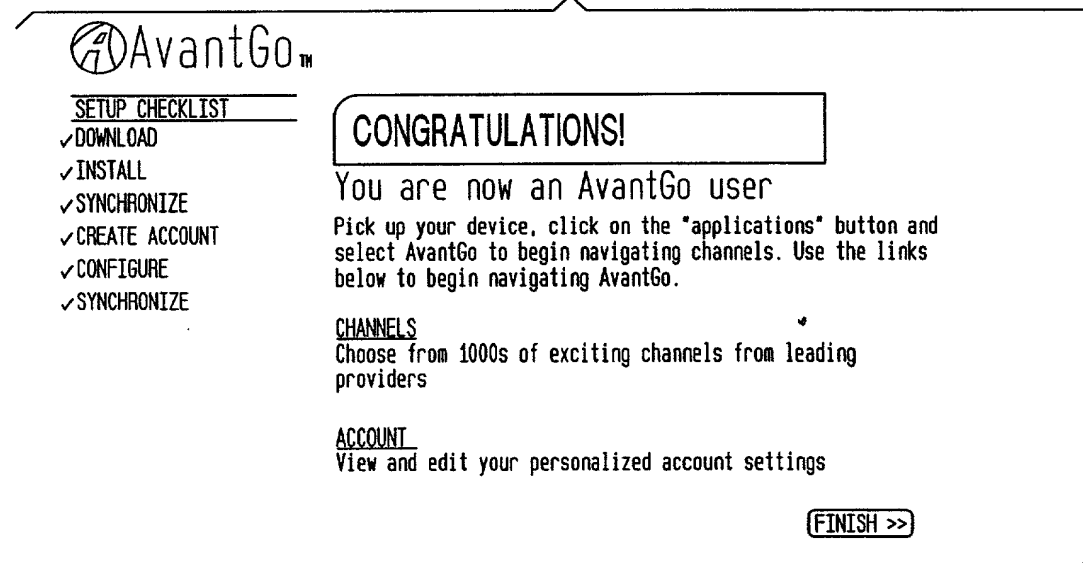 AvantGo™
SETUP CHECKLIST
✓DOWNLOAD
✓INSTALL
✓SYNCHRONIZE
✓CREATE ACCOUNT
✓CONFIGURE
✓SYNCHRONIZE
CONGRATULATIONS!
You are now an AvantGo user
Pick up your device, click on the "applications" button and
select AvantGo to begin navigating channels. Use the links
below to begin navigating AvantGo.
CHANNELS
Choose from 1000s of exciting channels from leading
providers
ACCOUNT
View and edit your personalized account settings
FINISH >>